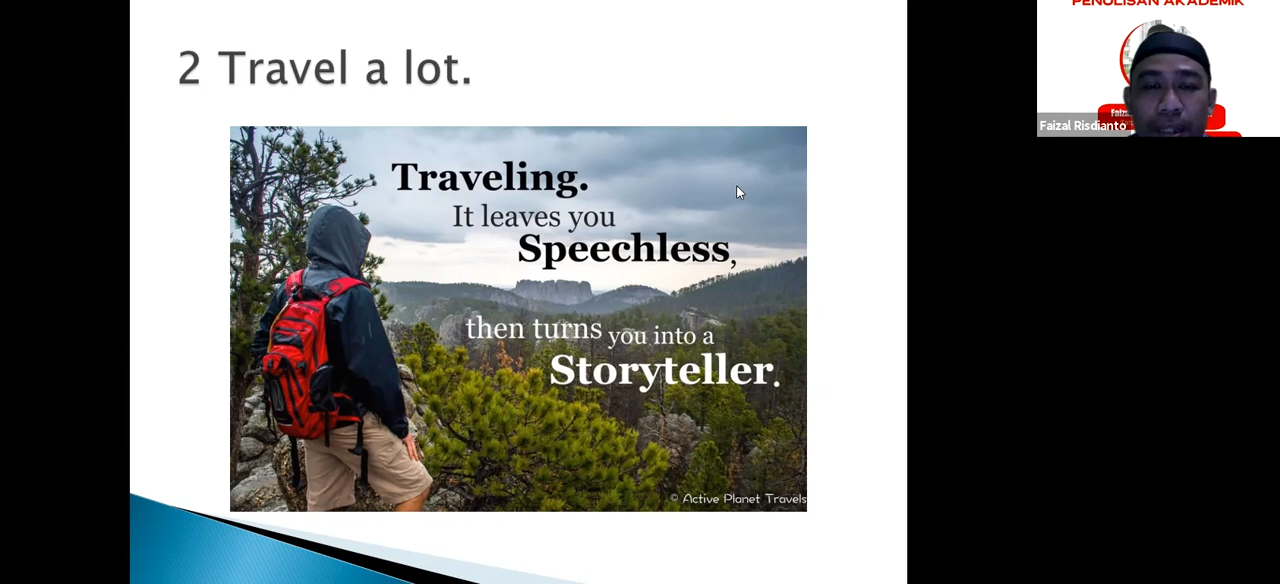 2 Travel a lot.
Traveling.
It leaves you
Speechless,
then turns you into a
Storyteller.
© Active Planet Travels
PENULISAN AKADEMIK
Faizal Risdianto